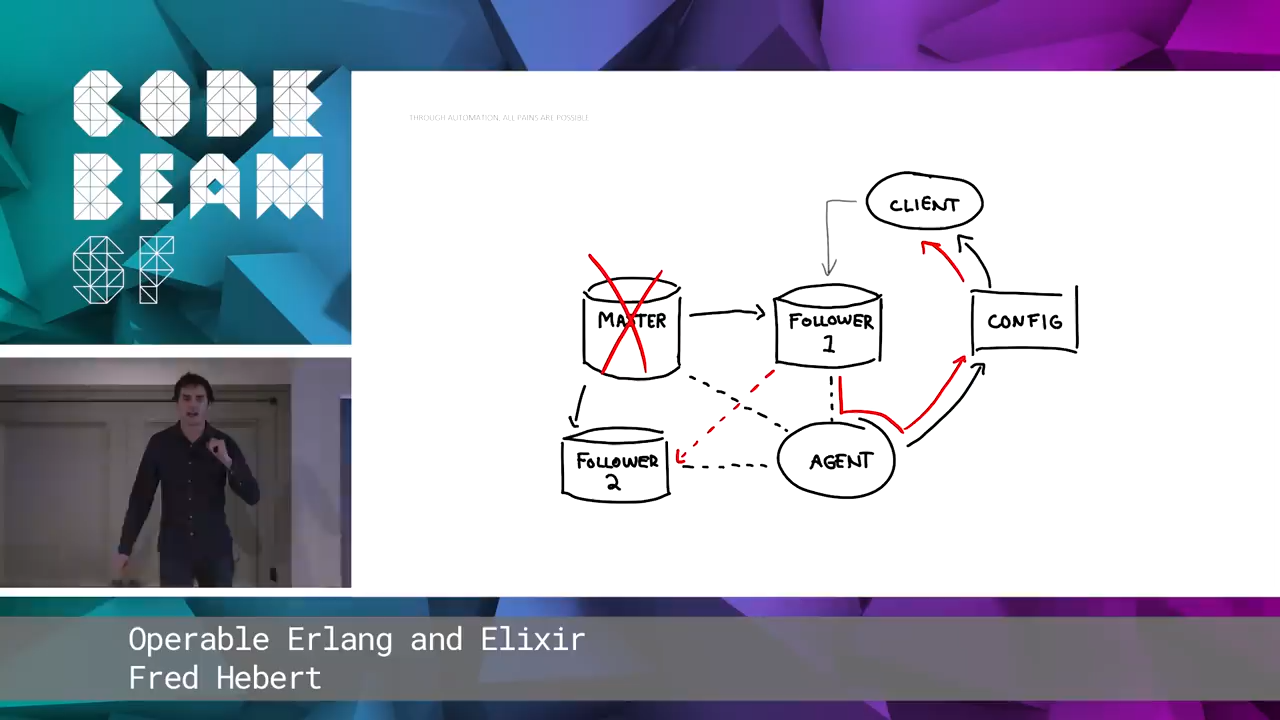 CODE
BEAM
SF
THROUGH AUTOMATION, ALL PAINS ARE POSSIBLE
CLIENT
MASTER
FOLLOWER
1
CONFIG
FOLLOWER
2
AGENT
Operable Erlang and Elixir
Fred Hebert